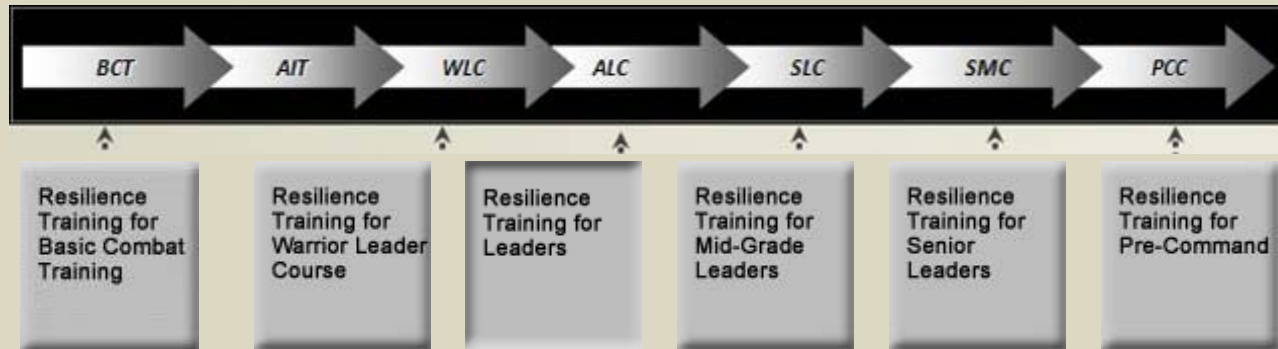 BCT AIT WLC ALC SLC SMC PCC
Resilience
Training for
Basic Combat
Training
Resilience
Training for
Warrior Leader
Course
Resilience
Training for
Leaders
Resilience
Training for
Mid-Grade
Leaders
Resilience
Training for
Senior
Leaders
Resilience
Training for
Pre-Command